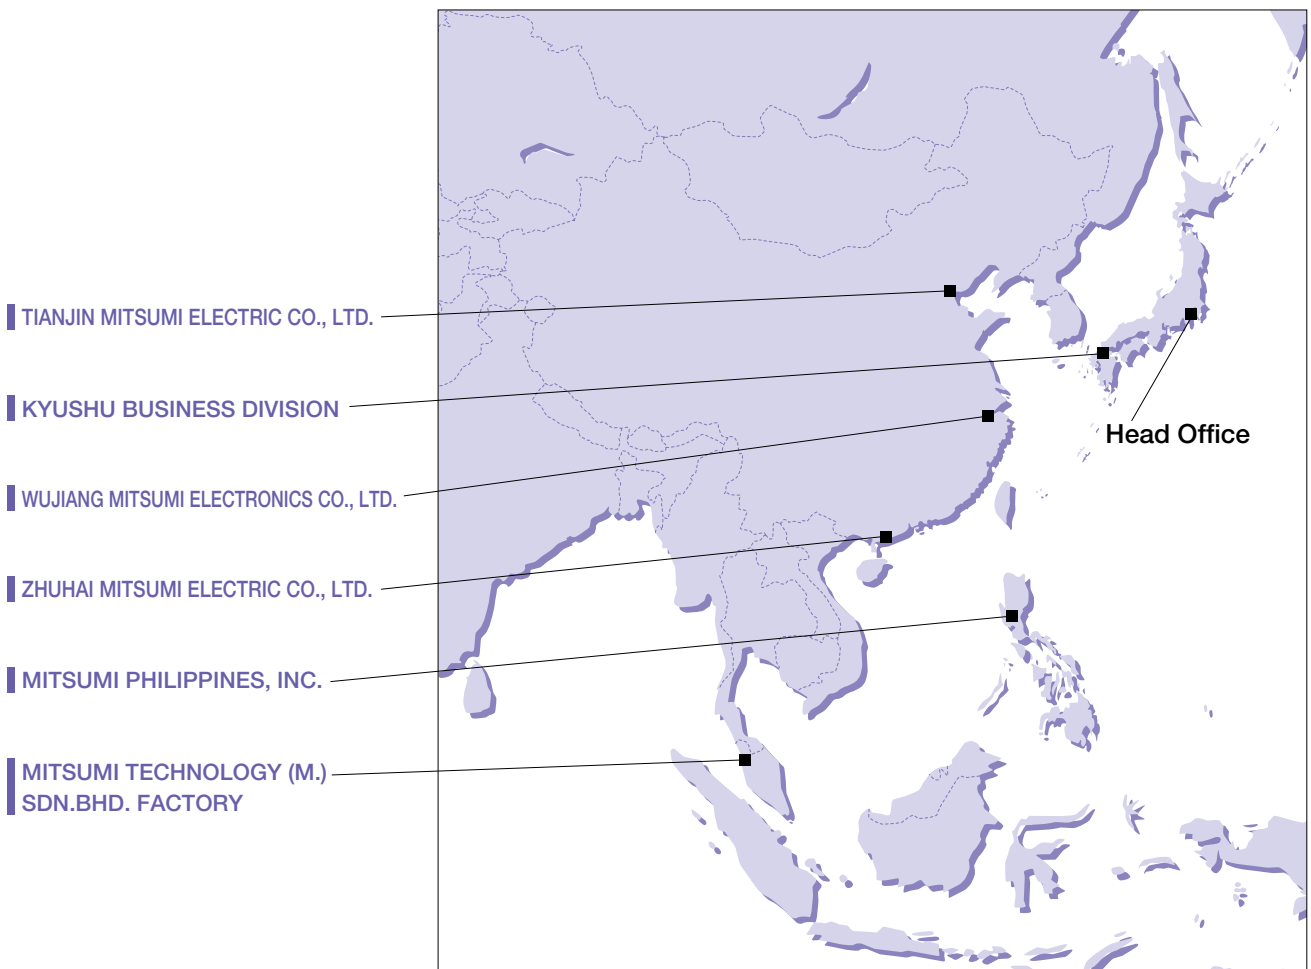 TIANJIN MITSUMI ELECTRIC CO., LTD.
KYUSHU BUSINESS DIVISION
Head Office
WUJIANG MITSUMI ELECTRONICS CO., LTD.
ZHUHAI MITSUMI ELECTRIC CO., LTD.
MITSUMI PHILIPPINES, INC.
MITSUMI TECHNOLOGY (M.)
SDN.BHD. FACTORY